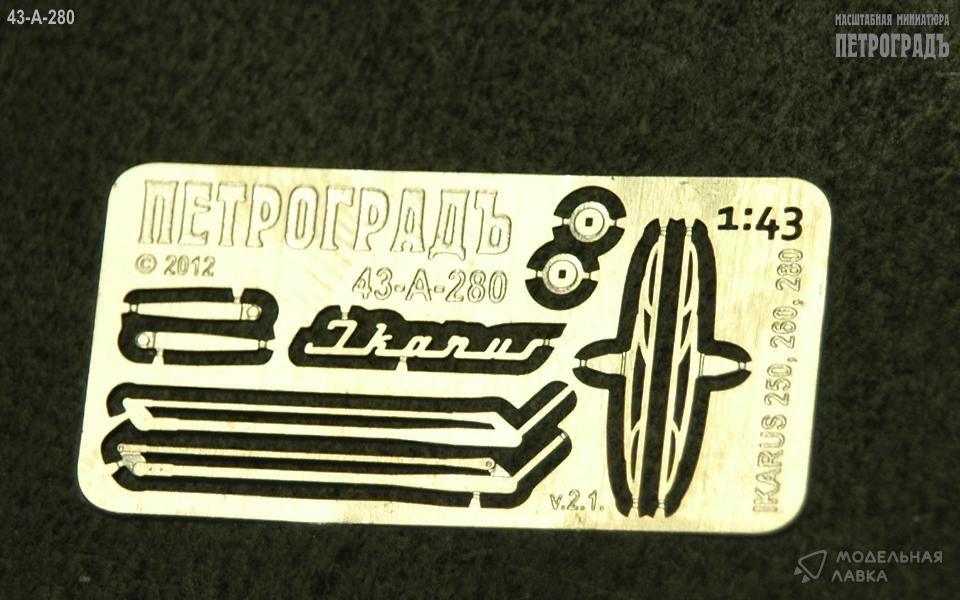 43-A-280
МАСШТАБНАЯ МИНИАТЮРА
ПЕТРОГРАДЪ
ПЕТРОГРАДЪ
© 2012
43-A-280
1:43
Ikarus
IKARUS 250, 260, 280
v.2.1.
МОДЕЛЬНАЯ
ЛАВКА